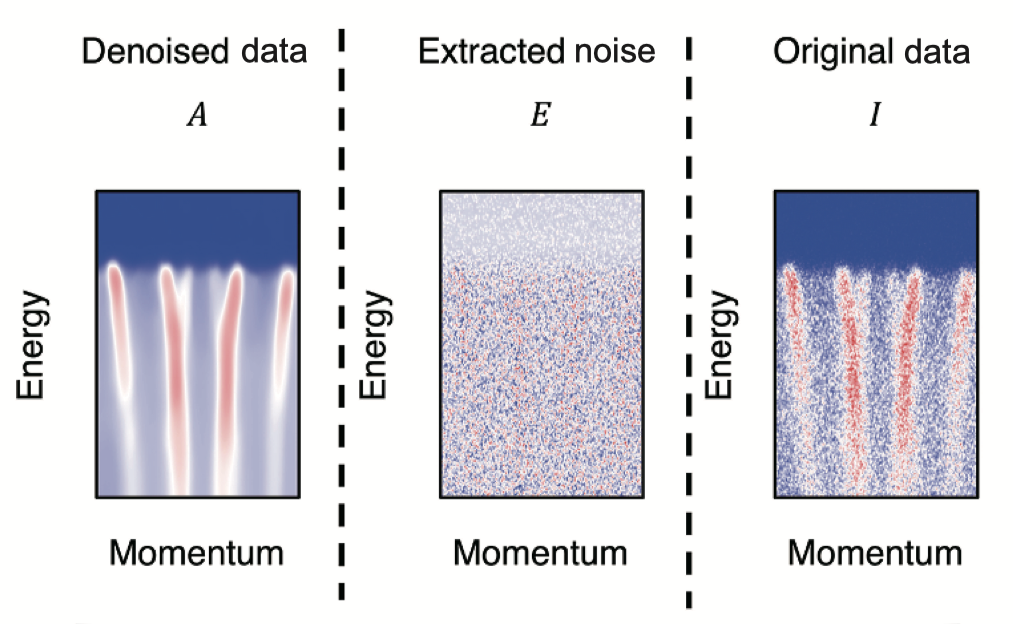 Denoised data
A
Energy
Momentum
Extracted noise
E
Energy
Momentum
Original data
I
Energy
Momentum